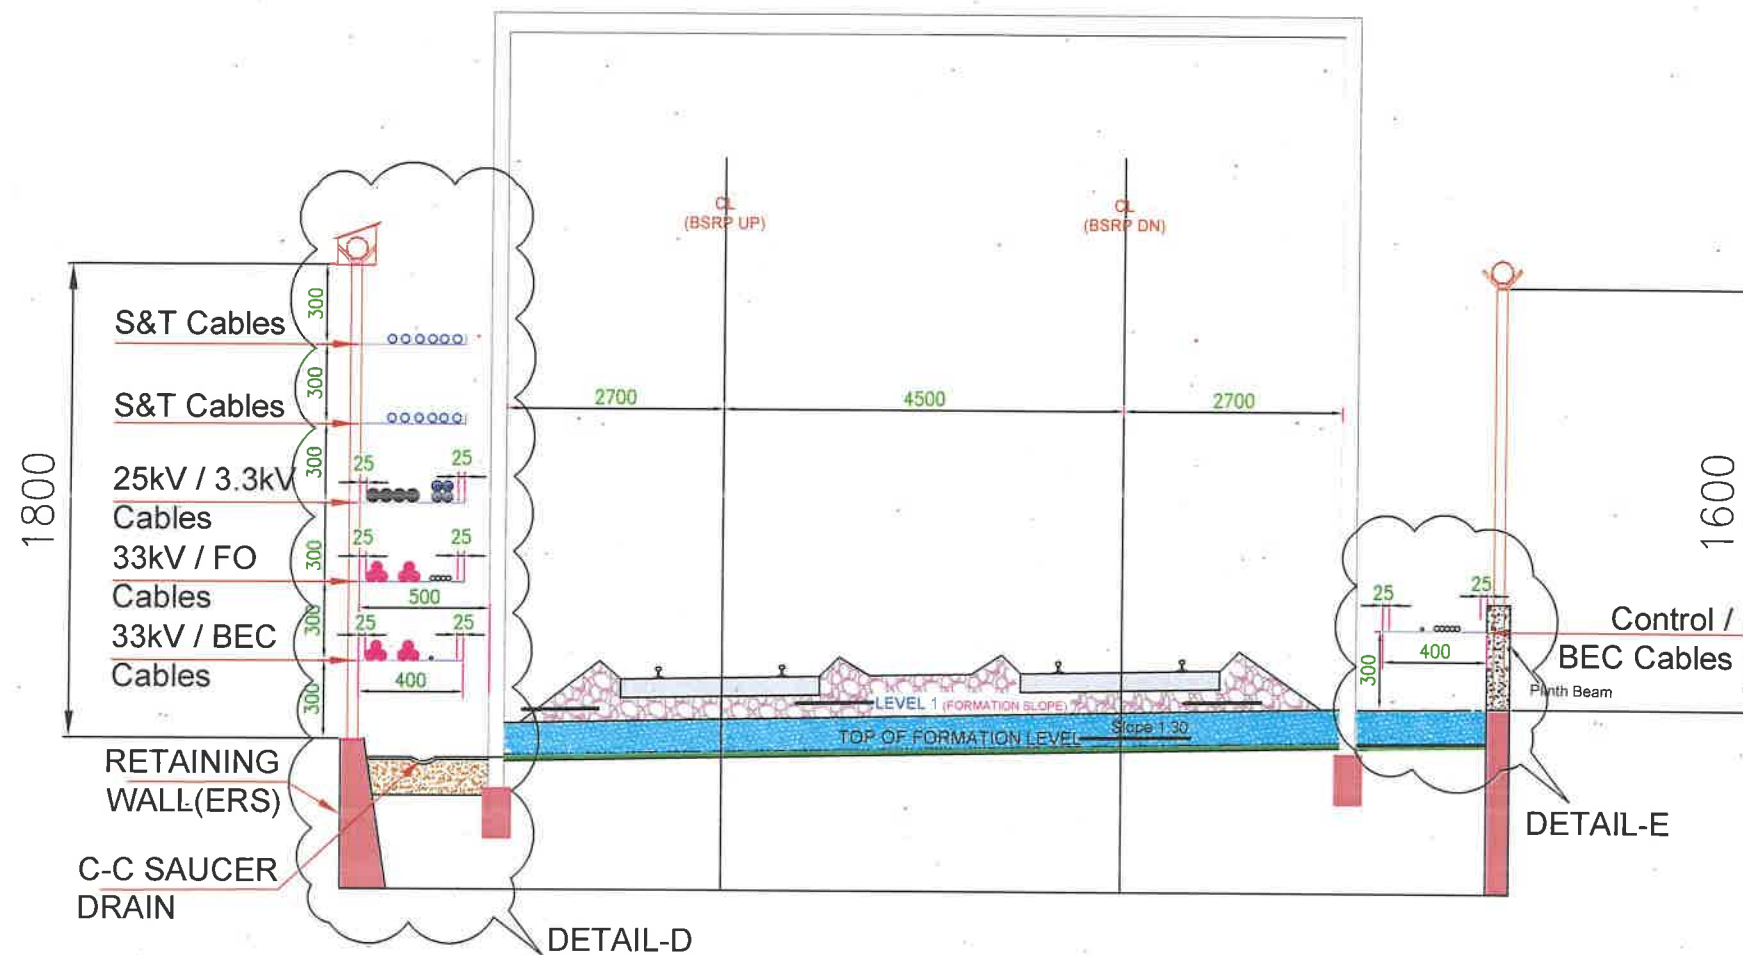 CL
(BSRP UP)
CL
(BSRP DN)
300
S&T Cables
300
S&T Cables
2700
4500
2700
300
25
25
25kV / 3.3kV
Cables
1800
1600
300
25
25
33kV / FO
Cables
500
300
25
25
33kV / BEC
Cables
400
300
25
25
Control /
BEC Cables
400
300
Plinth Beam
LEVEL 1 (FORMATION SLOPE)
Slope 1:30
TOP OF FORMATION LEVEL
RETAINING
WALL(ERS)
DETAIL-E
C-C SAUCER
DRAIN
DETAIL-D